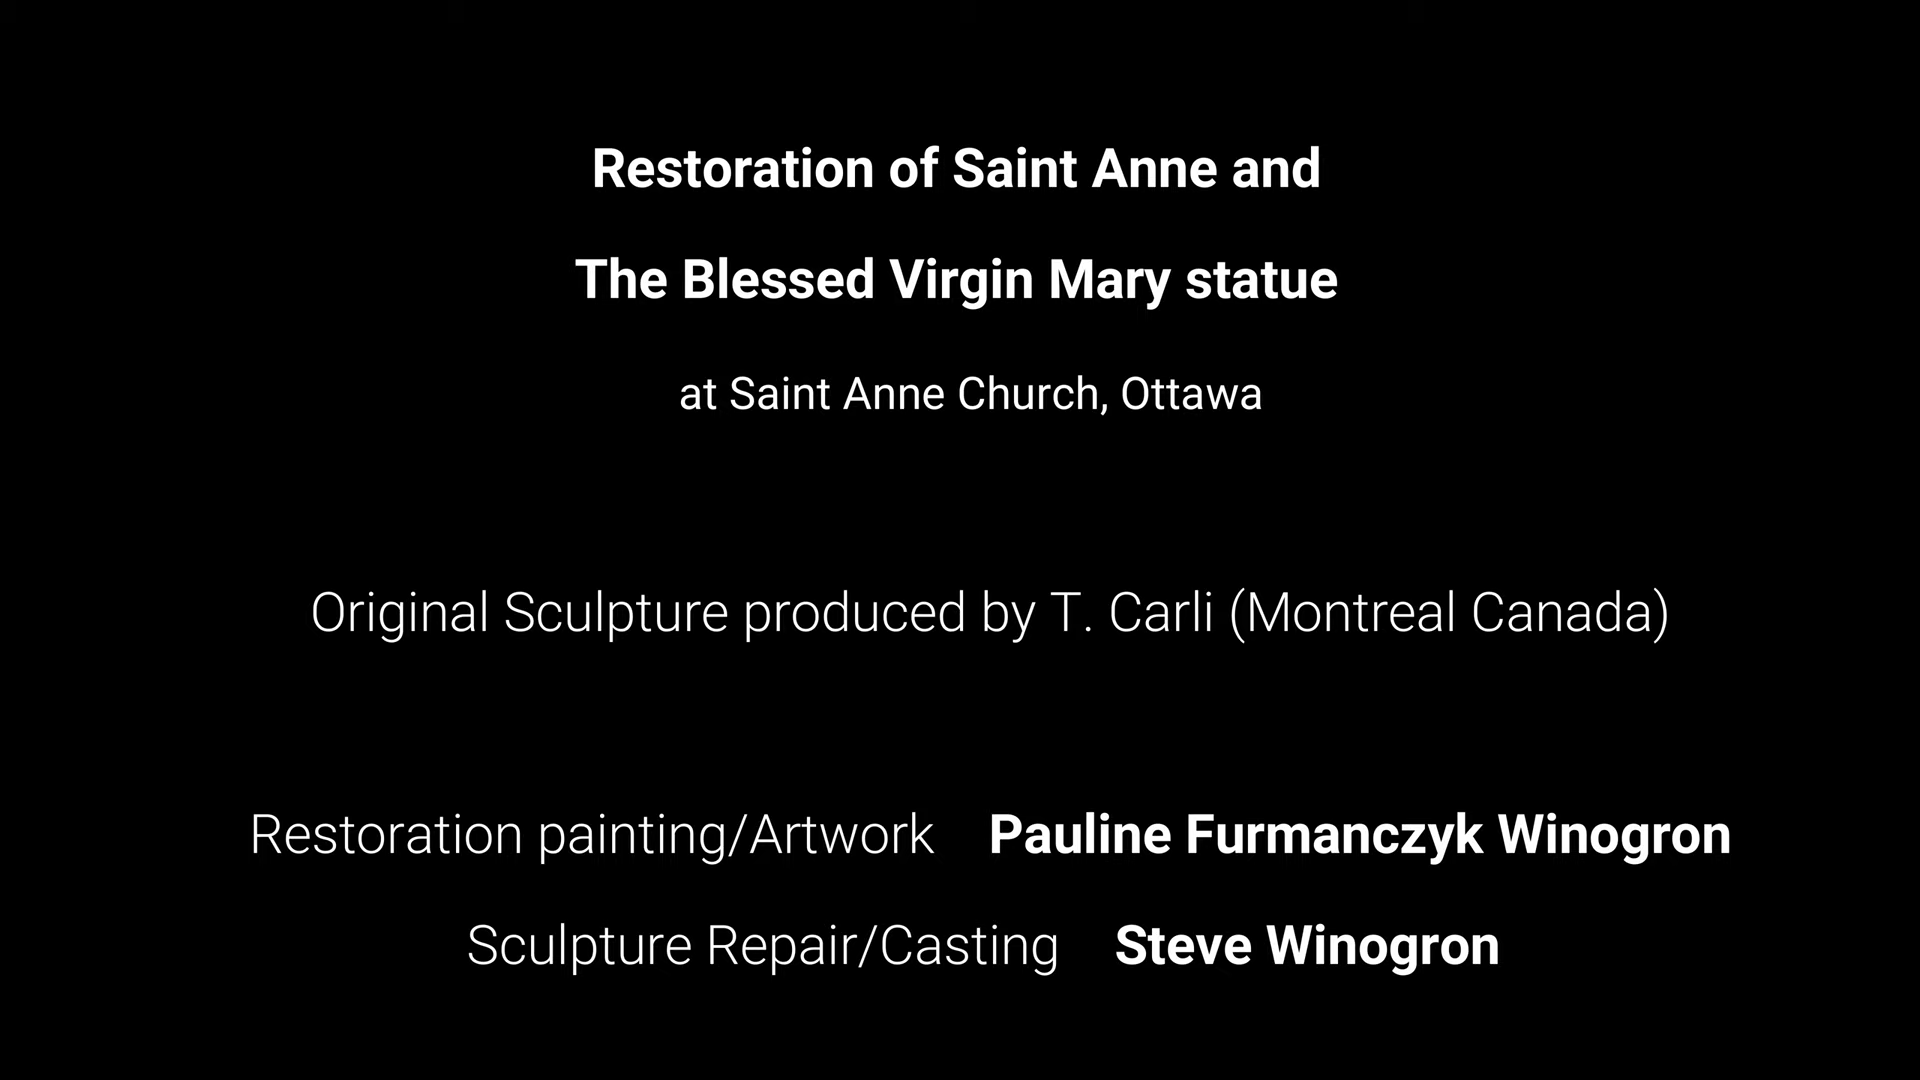 Restoration of Saint Anne and
The Blessed Virgin Mary statue
at Saint Anne Church, Ottawa
Original Sculpture produced by T. Carli (Montreal Canada)
Restoration painting/Artwork Pauline Furmanczyk Winogron
Sculpture Repair/Casting Steve Winogron